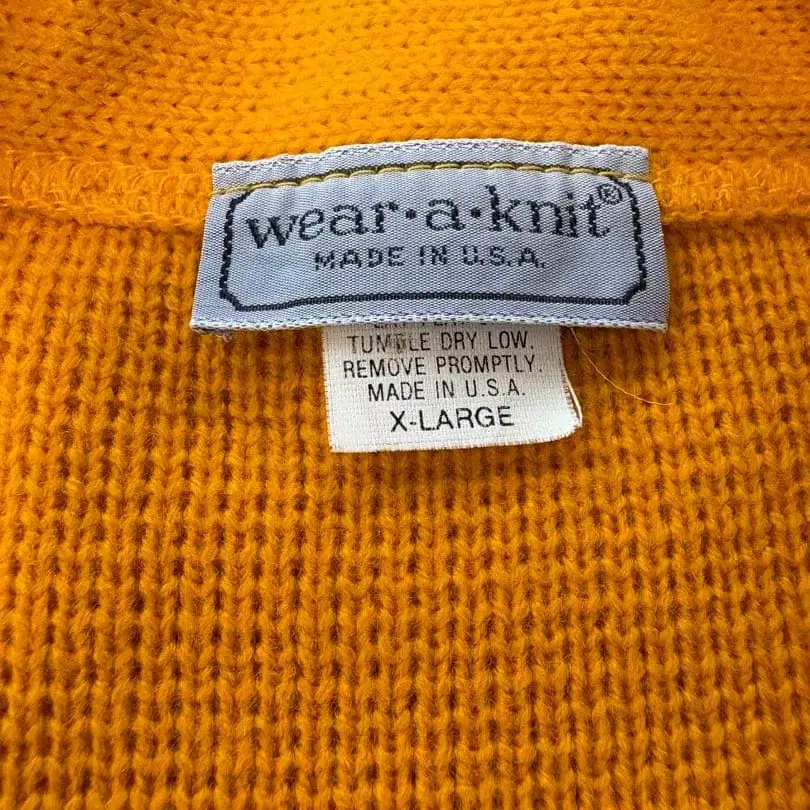 wear·a·knit®
MADE IN U.S.A.
TUMBLE DRY LOW.
REMOVE PROMPTLY.
MADE IN U.S.A.
X-LARGE